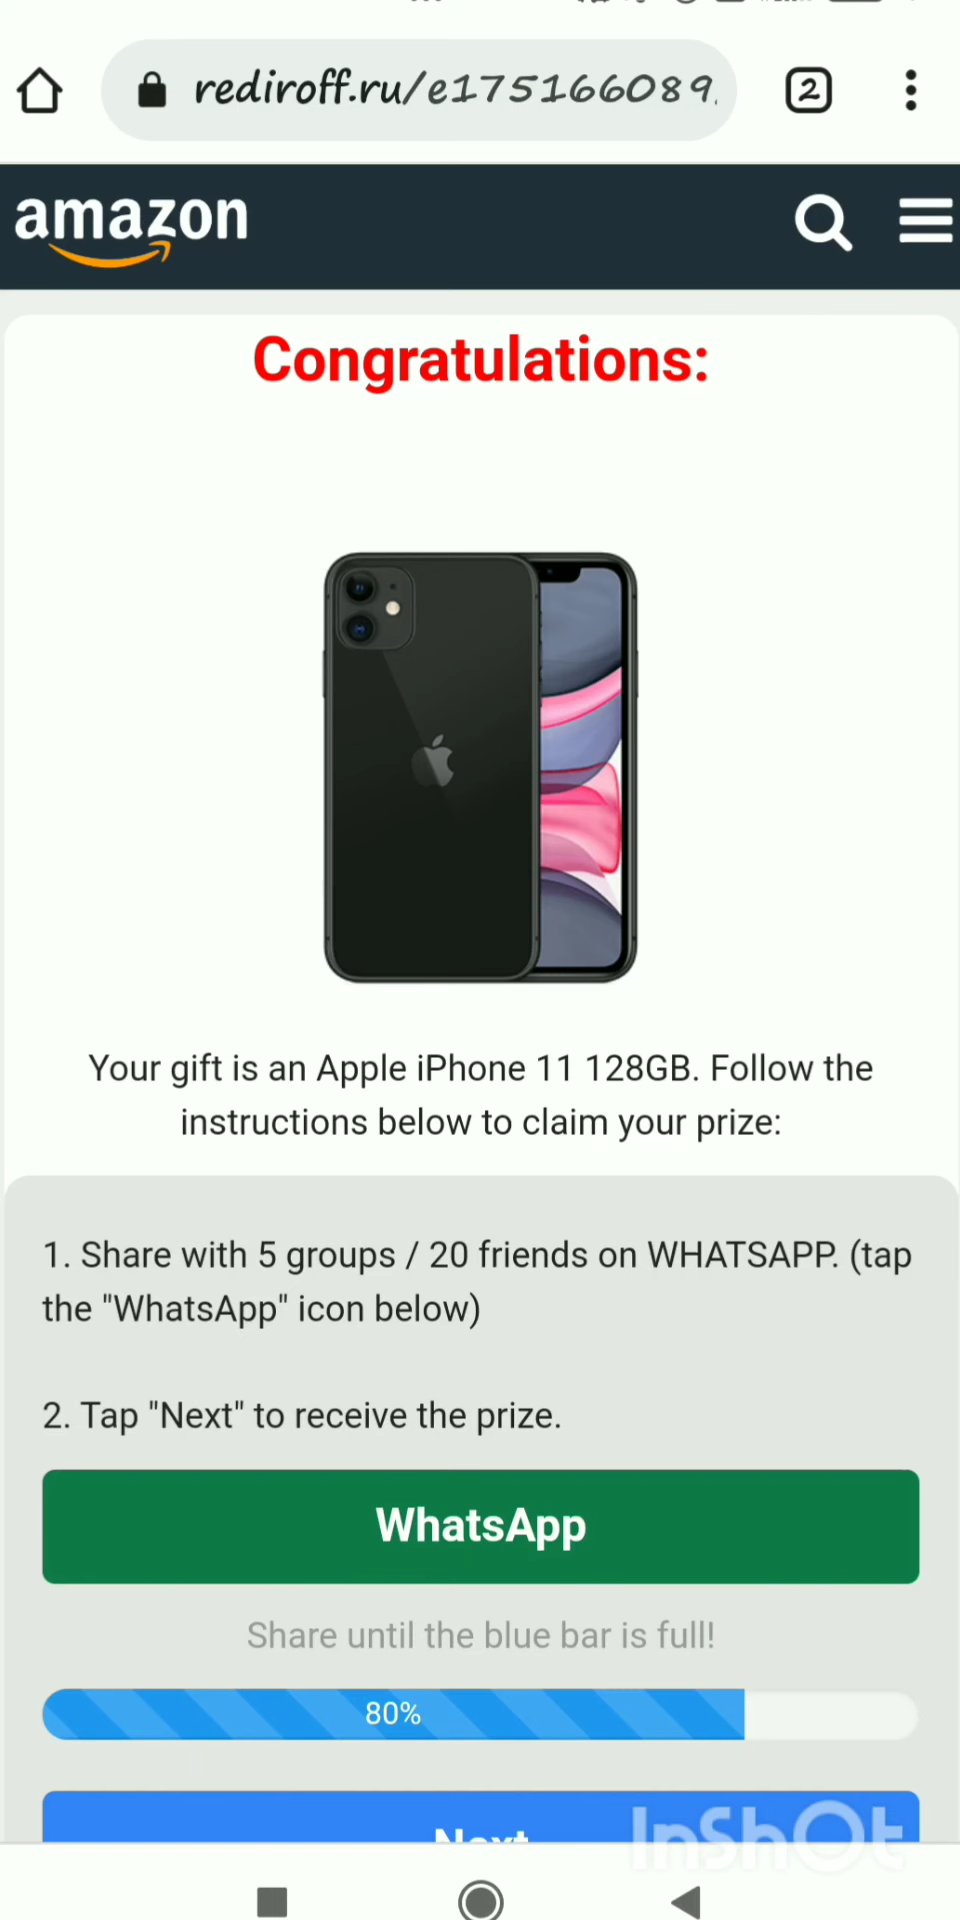 rediroff.ru/e175166089
2
amazon
Congratulations:
Your gift is an Apple iPhone 11 128GB. Follow the
instructions below to claim your prize:
1. Share with 5 groups / 20 friends on WHATSAPP. (tap
the "WhatsApp" icon below)
2. Tap "Next" to receive the prize.
WhatsApp
Share until the blue bar is full!
80%
Next
InShOt